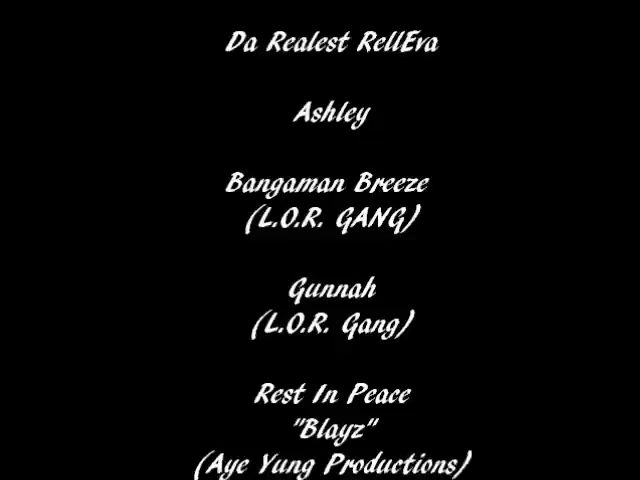 Da Realest RellEva
Ashley
Bangaman Breeze
(L.O.R. GANG)
Gunnah
(L.O.R. Gang)
Rest In Peace
"Blayz"
(Aye Yung Productions)